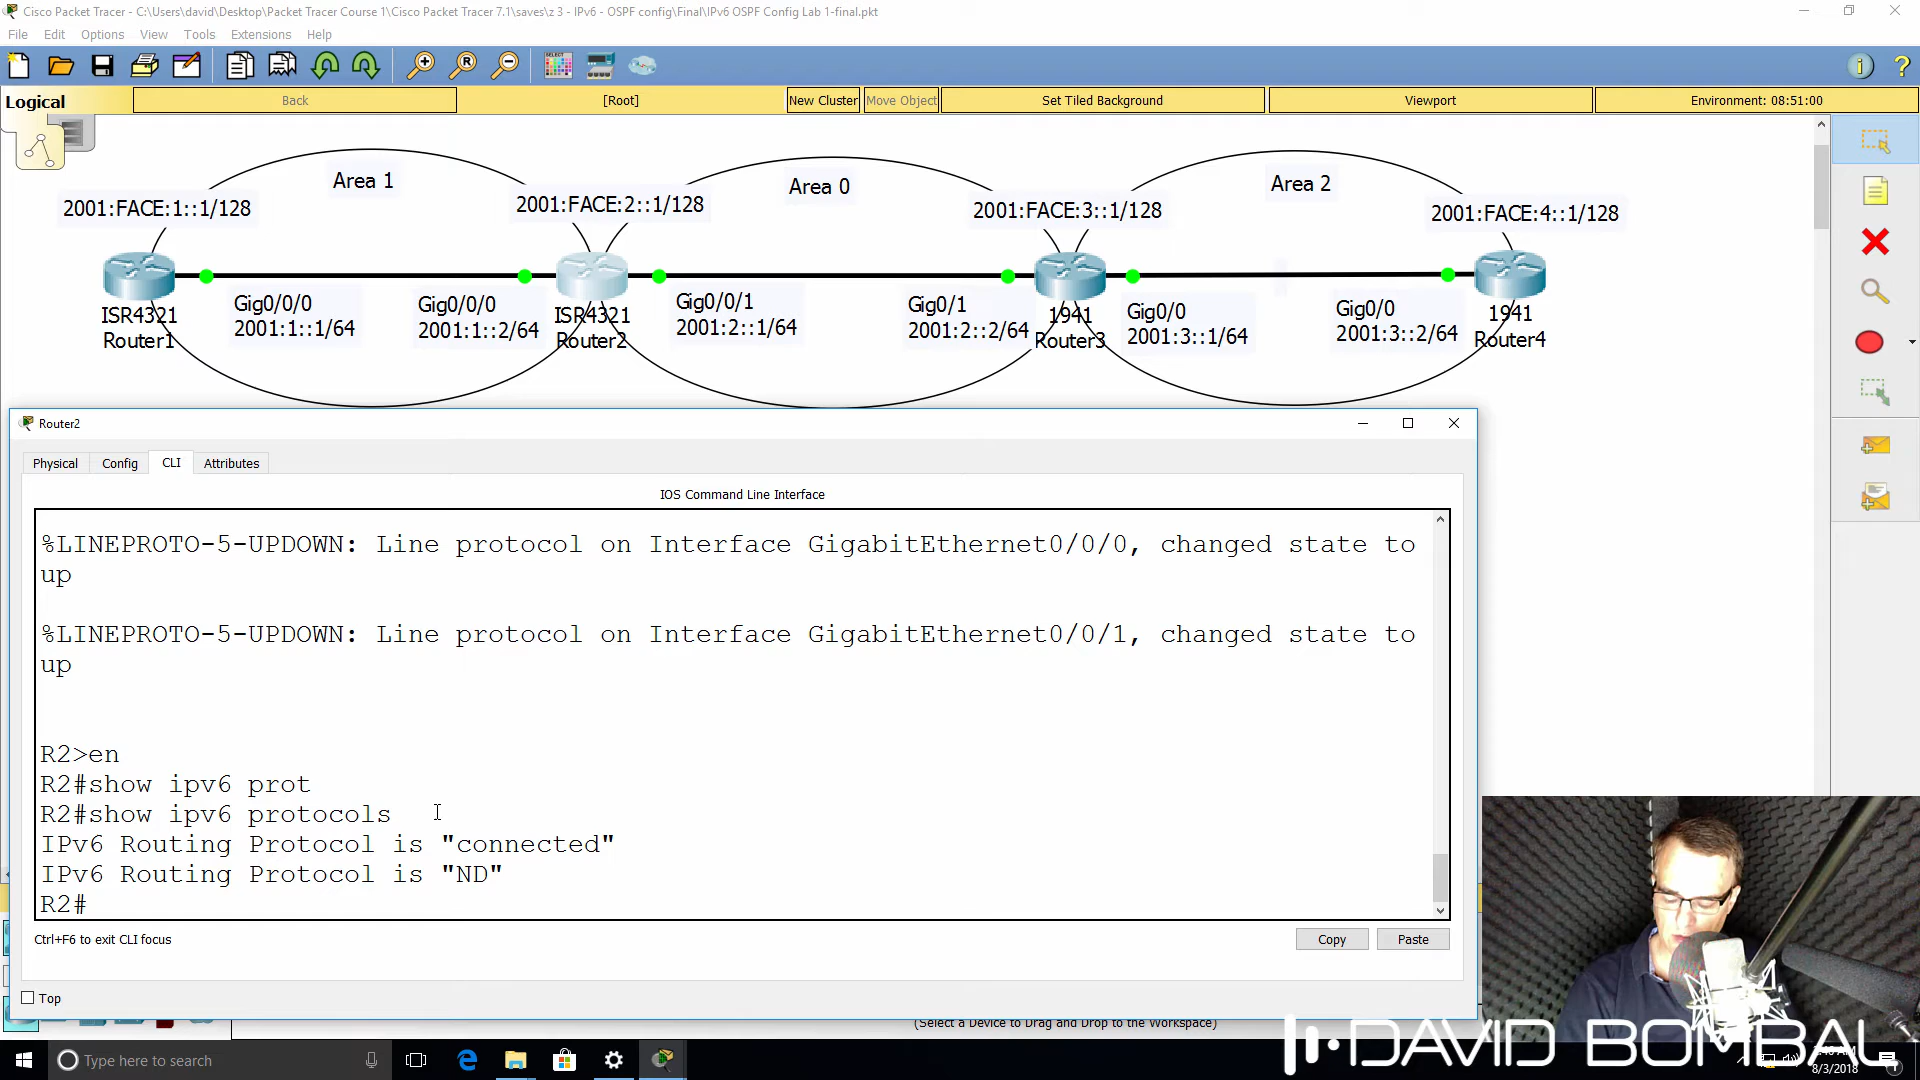 Cisco Packet Tracer - C:\Users\david\Desktop\Packet Tracer Course 1\Cisco Packet Tracer 7.1\saves\z 3 - IPv6 - OSPF config\Final\IPv6 OSPF Config Lab 1-final.pkt
File Edit Options View Tools Extensions Help
Logical Back [Root] New Cluster Move Object Set Tiled Background Viewport Environment: 08:51:00
Area 1 Area 0 Area 2
2001:FACE:1::1/128 2001:FACE:2::1/128 2001:FACE:3::1/128 2001:FACE:4::1/128
Gig0/0/0
2001:1::1/64
Gig0/0/0
2001:1::2/64
Gig0/0/1
2001:2::1/64
Gig0/1
2001:2::2/64
Gig0/0
2001:3::1/64
Gig0/0
2001:3::2/64
ISR4321
Router1
ISR4321
Router2
1941
Router3
1941
Router4
Router2
Physical Config CLI Attributes
IOS Command Line Interface
%LINEPROTO-5-UPDOWN: Line protocol on Interface GigabitEthernet0/0/0, changed state to
up
%LINEPROTO-5-UPDOWN: Line protocol on Interface GigabitEthernet0/0/1, changed state to
up
R2>en
R2#show ipv6 prot
R2#show ipv6 protocols
IPv6 Routing Protocol is "connected"
IPv6 Routing Protocol is "ND"
R2#
Ctrl+F6 to exit CLI focus
Copy Paste
Top
(Select a Device to Drag and Drop to the Workspace)
DAVID BOMBAL
Type here to search
8/3/2018